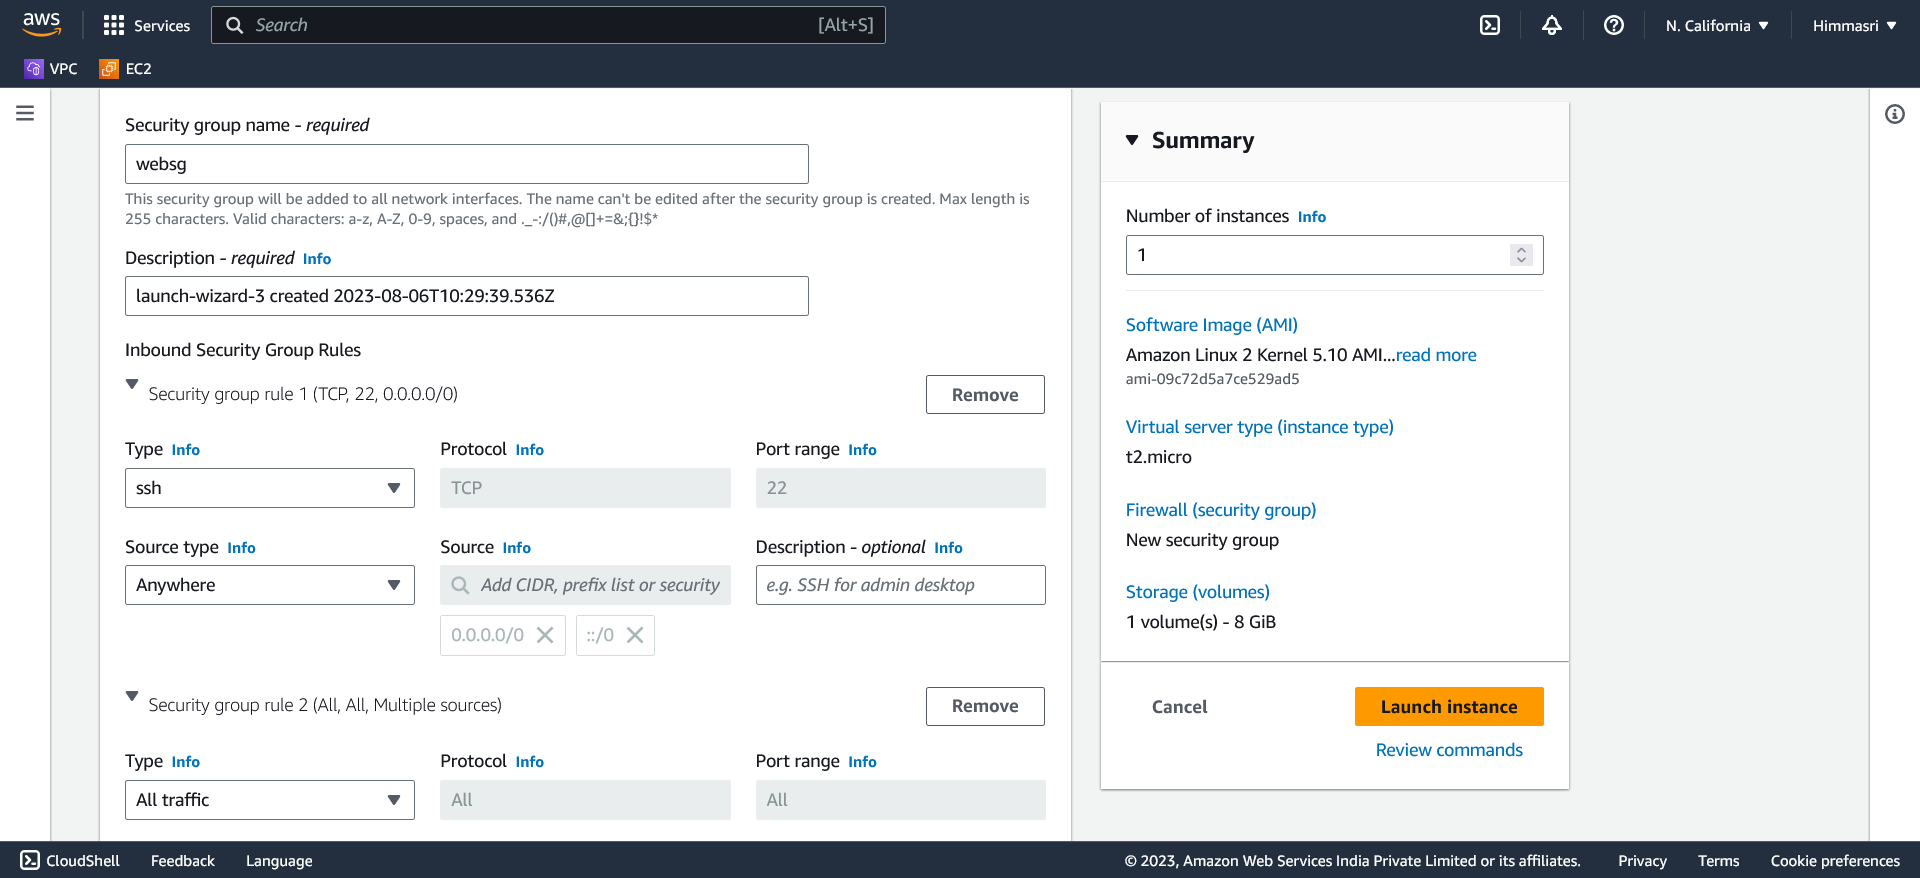 aws
Services
Search
[Alt+S]
N. California
Himmasri
VPC
EC2
Security group name - required
websg
This security group will be added to all network interfaces. The name can't be edited after the security group is created. Max length is
255 characters. Valid characters: a-z, A-Z, 0-9, spaces, and ._-:/()#,@[]+=&;{}!$*
Description - required Info
launch-wizard-3 created 2023-08-06T10:29:39.536Z
Inbound Security Group Rules
Security group rule 1 (TCP, 22, 0.0.0.0/0)
Remove
Type Info
Protocol Info
Port range Info
ssh
TCP
22
Source type Info
Source Info
Description - optional Info
Anywhere
Add CIDR, prefix list or security
e.g. SSH for admin desktop
0.0.0.0/0
::/0
Security group rule 2 (All, All, Multiple sources)
Remove
Type Info
Protocol Info
Port range Info
All traffic
All
All
Summary
Number of instances Info
1
Software Image (AMI)
Amazon Linux 2 Kernel 5.10 AMI...read more
ami-09c72d5a7ce529ad5
Virtual server type (instance type)
t2.micro
Firewall (security group)
New security group
Storage (volumes)
1 volume(s) - 8 GiB
Cancel
Launch instance
Review commands
CloudShell
Feedback
Language
© 2023, Amazon Web Services India Private Limited or its affiliates.
Privacy
Terms
Cookie preferences